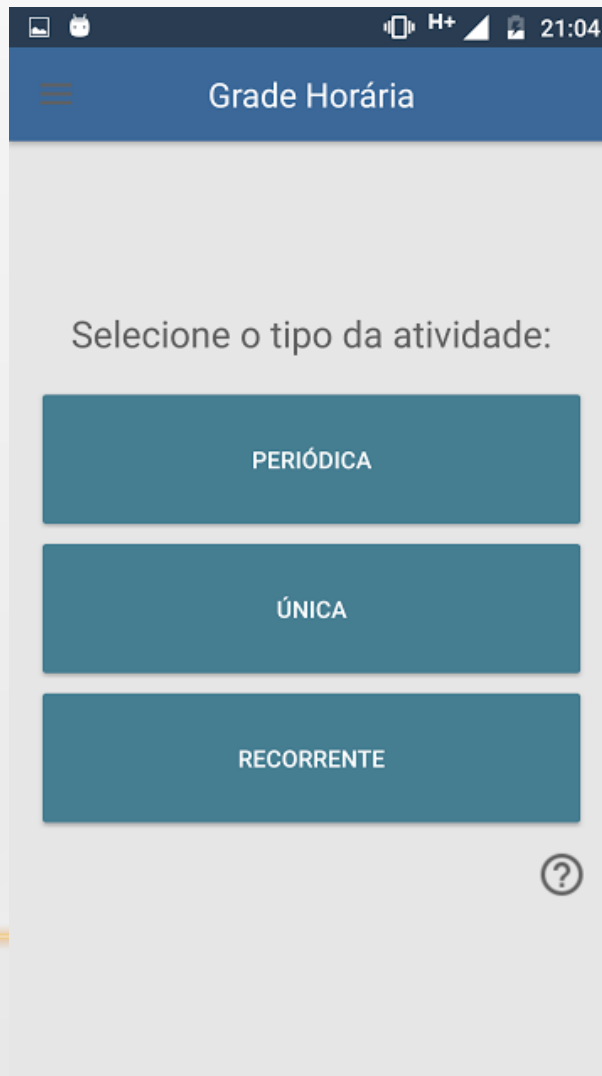 H+ 21:04
Grade Horária
Selecione o tipo da atividade:
PERIÓDICA
ÚNICA
RECORRENTE
?